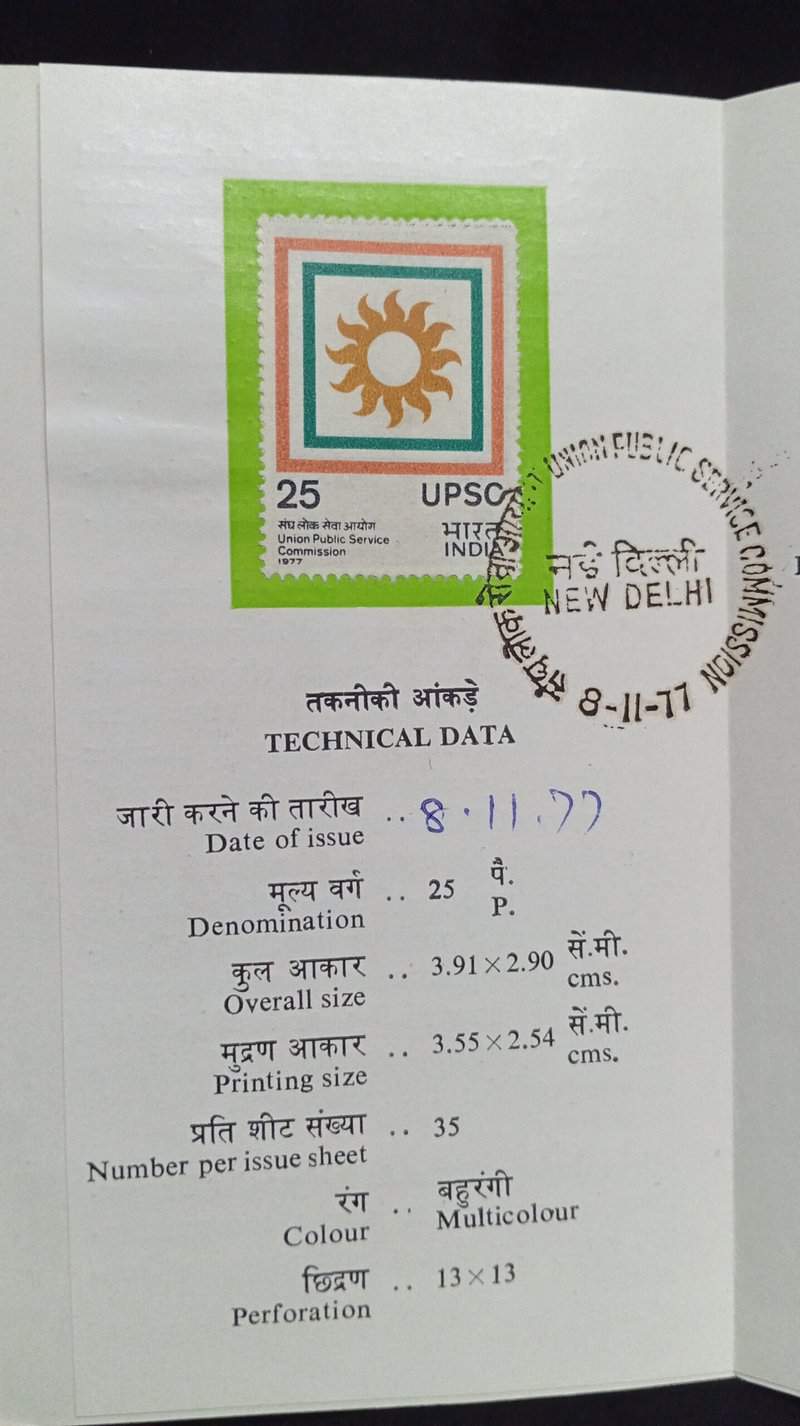 25 UPSC
संघ लोक सेवा आयोग
Union Public Service
Commission
1977
भारत
INDIA
संघ लोक सेवा आयोग UNION PUBLIC SERVICE COMMISSION
नई दिल्ली
NEW DELHI
8-11-77
तकनीकी आंकड़े
TECHNICAL DATA
जारी करने की तारीख .. 8.11.77
Date of issue
मूल्य वर्ग .. 25 पै.
Denomination P.
कुल आकार .. 3.91×2.90 सें.मी.
Overall size cms.
मुद्रण आकार .. 3.55×2.54 सें.मी.
Printing size cms.
प्रति शीट संख्या .. 35
Number per issue sheet
रंग .. बहुरंगी
Colour Multicolour
छिद्रण .. 13×13
Perforation